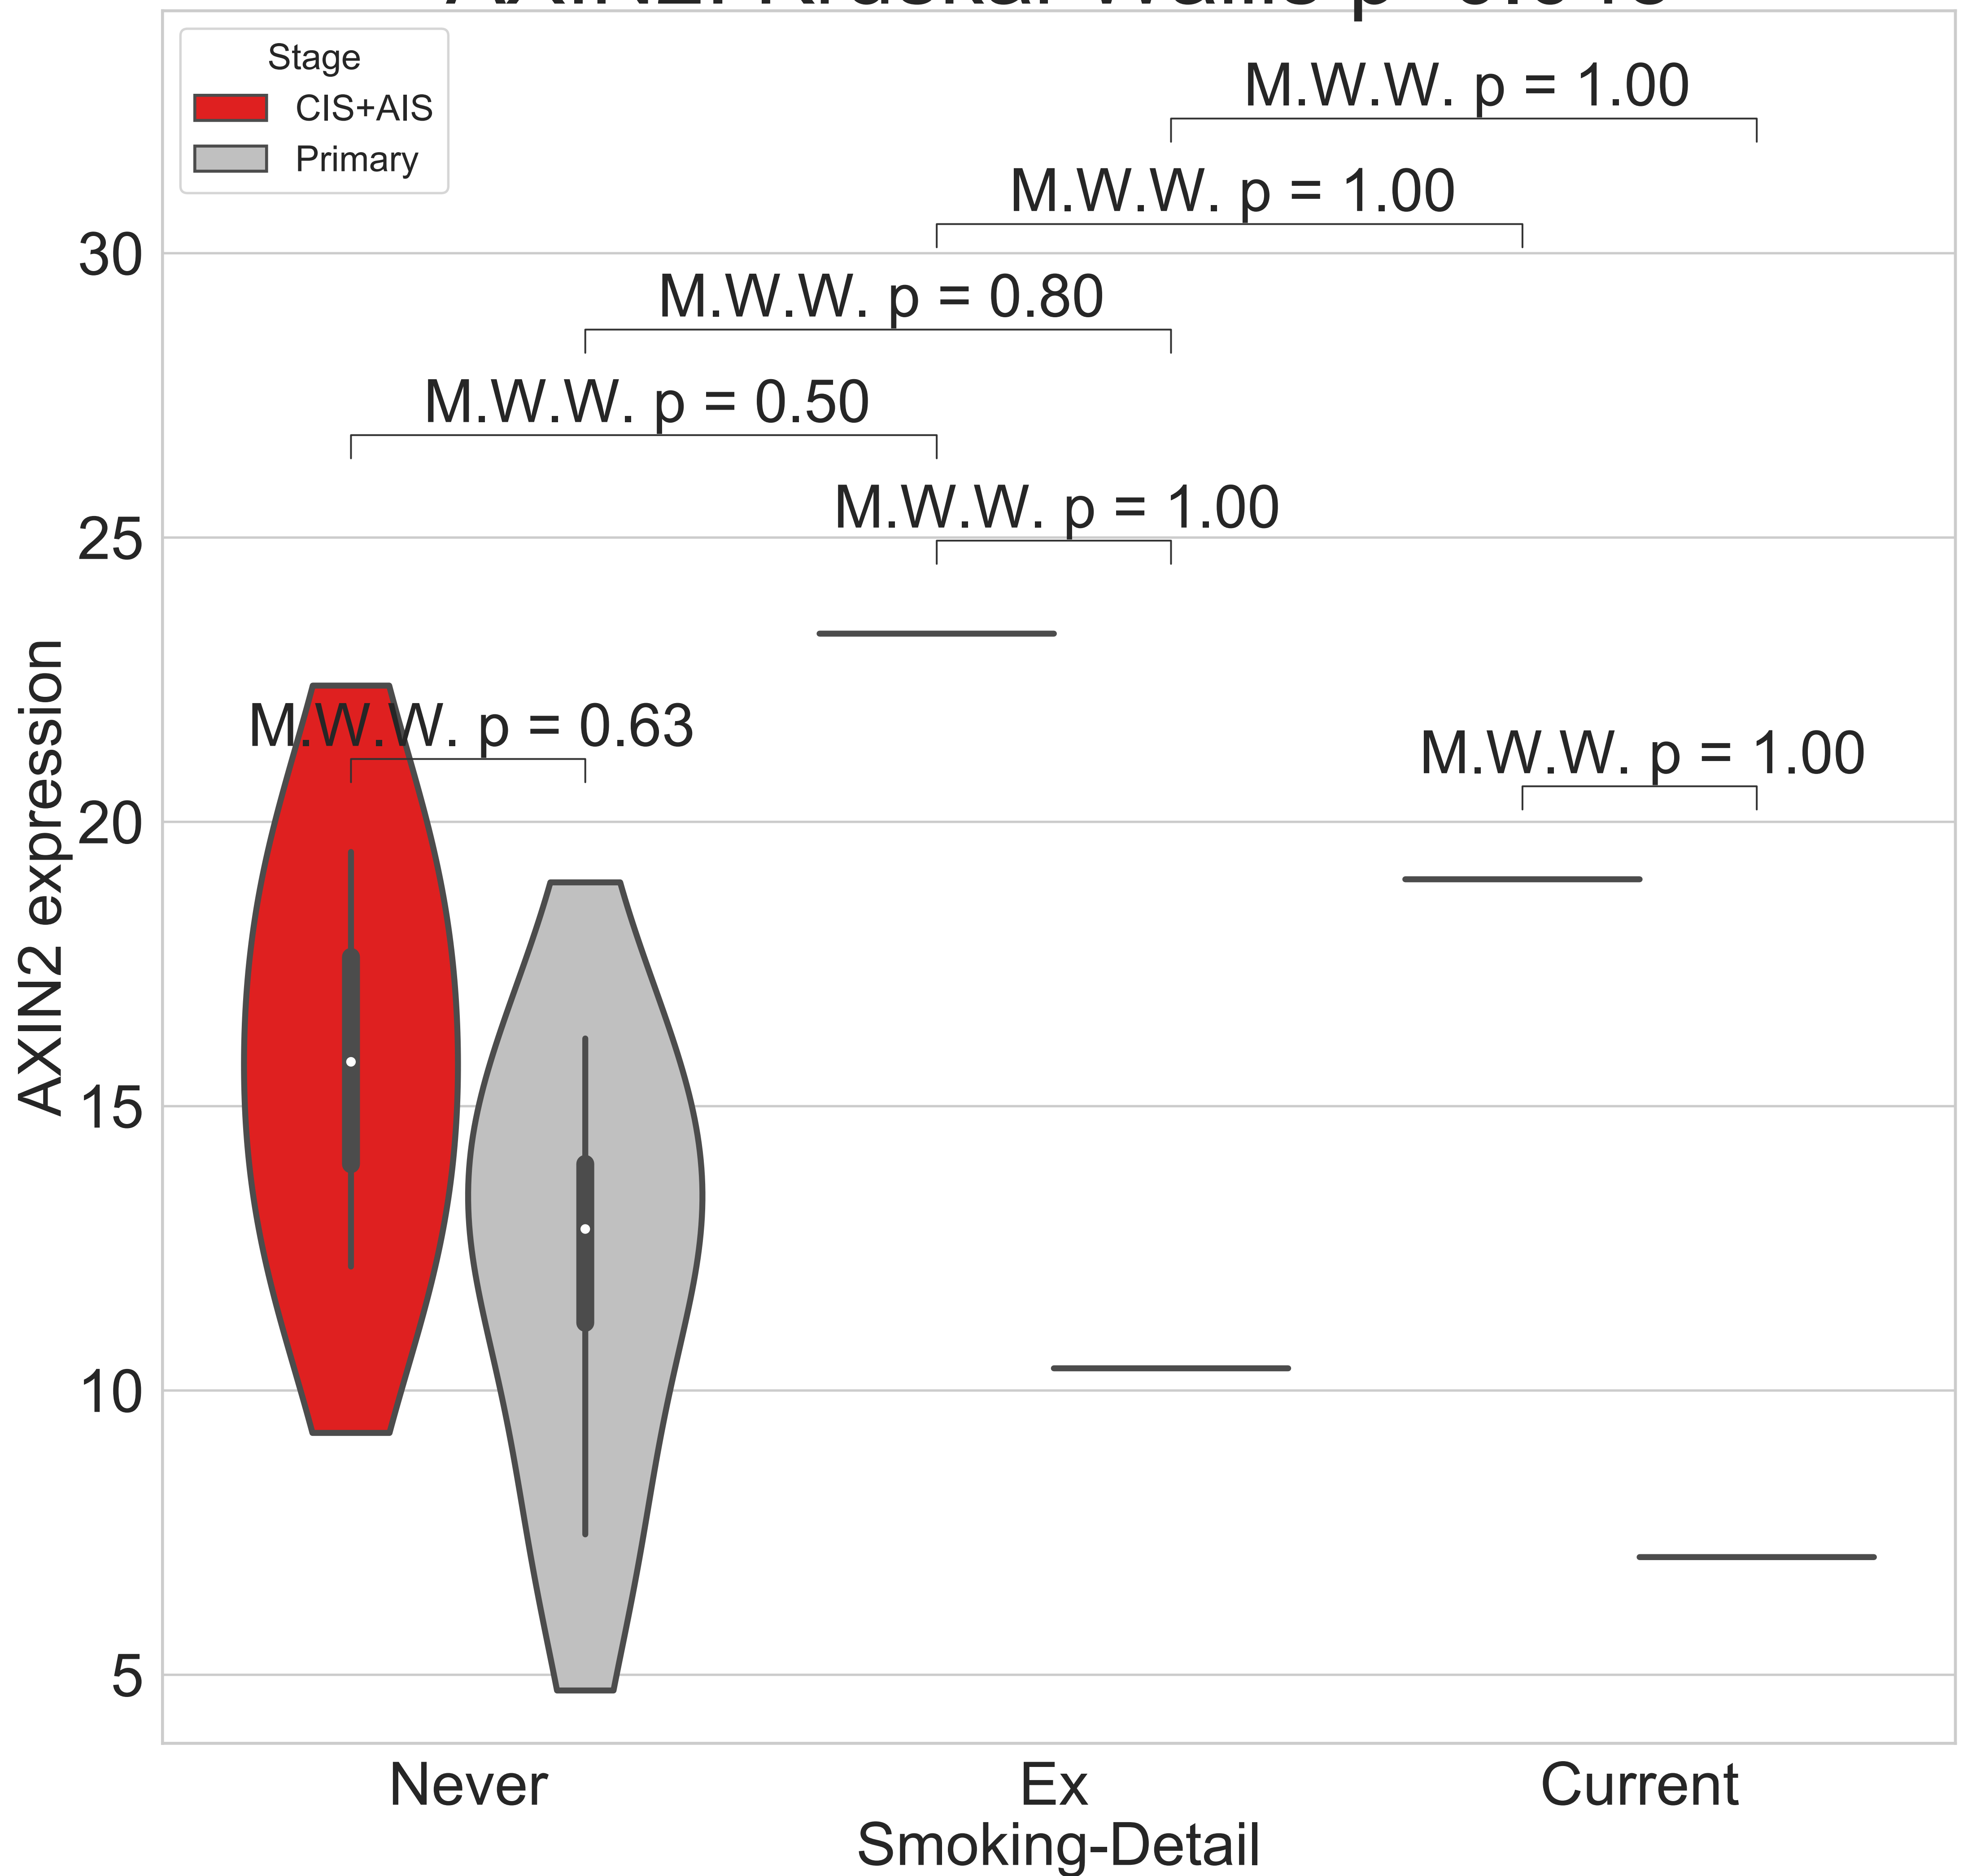 Stage
CIS+AIS
Primary
M.W.W. p = 1.00
M.W.W. p = 1.00
30
M.W.W. p = 0.80
M.W.W. p = 0.50
M.W.W. p = 1.00
25
M.W.W. p = 0.63
M.W.W. p = 1.00
20
AXIN2 expression
15
10
5
Never
Ex
Current
Smoking-Detail